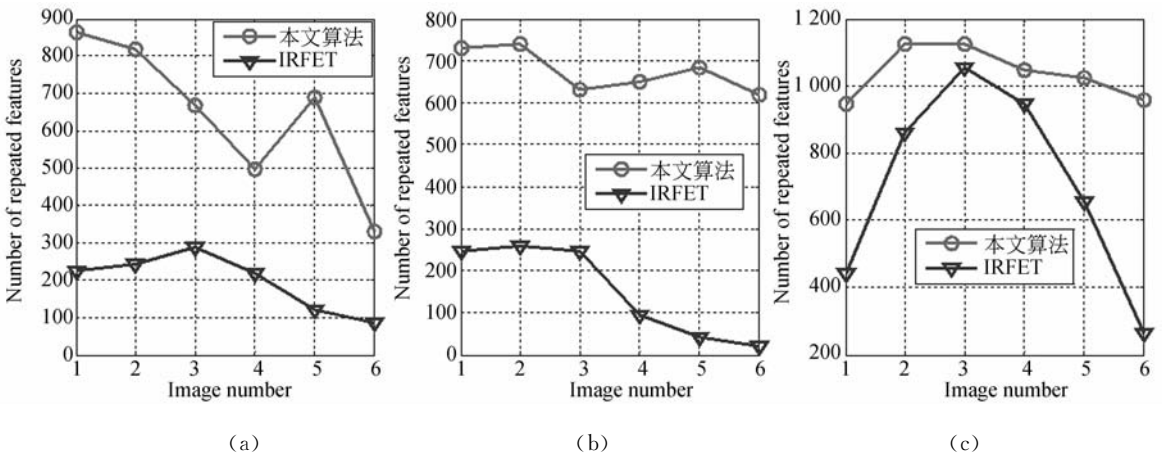 900
800
700
600
500
400
300
200
100
0
1
2
3
4
5
6
Number of repeated features
Image number
本文算法
IRFET
(a)
800
700
600
500
400
300
200
100
0
1
2
3
4
5
6
Number of repeated features
Image number
本文算法
IRFET
(b)
1 200
1 000
800
600
400
200
1
2
3
4
5
6
Number of repeated features
Image number
本文算法
IRFET
(c)